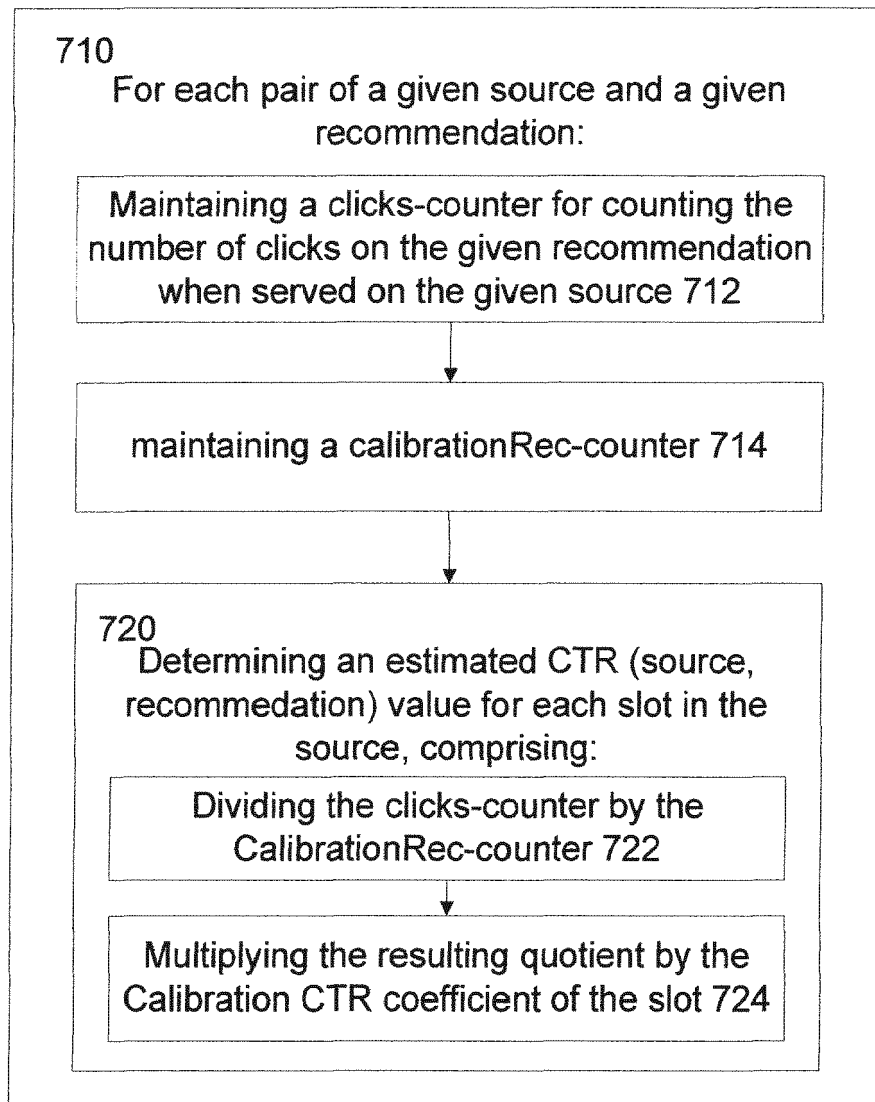 710
For each pair of a given source and a given
recommendation:
Maintaining a clicks-counter for counting the
number of clicks on the given recommendation
when served on the given source 712
maintaining a calibrationRec-counter 714
720
Determining an estimated CTR (source,
recommedation) value for each slot in the
source, comprising:
Dividing the clicks-counter by the
CalibrationRec-counter 722
Multiplying the resulting quotient by the
Calibration CTR coefficient of the slot 724